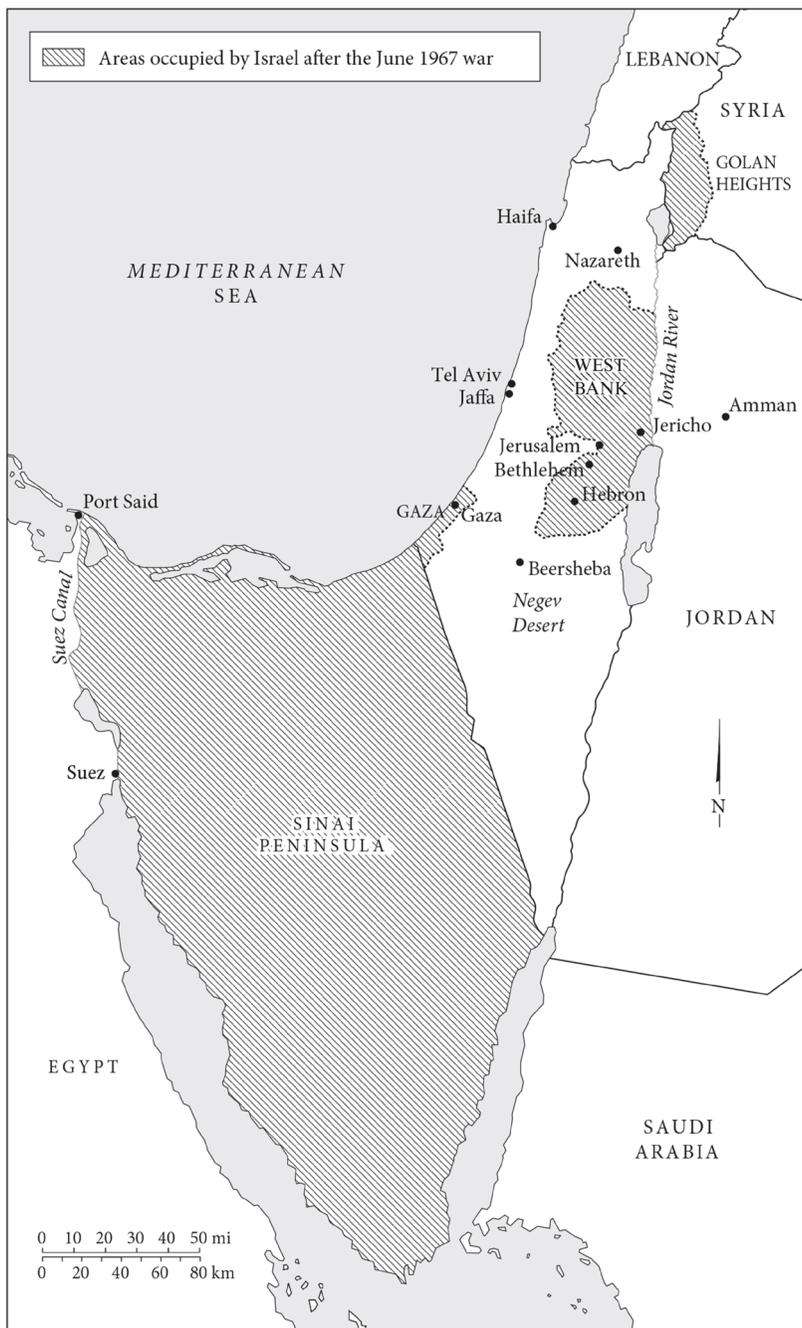 Areas occupied by Israel after the June 1967 war
LEBANON
SYRIA
GOLAN
HEIGHTS
Haifa
Nazareth
MEDITERRANEAN
SEA
Jordan River
WEST
BANK
Tel Aviv
Jaffa
Amman
Jericho
Jerusalem
Bethlehem
Hebron
Port Said
GAZA
Gaza
Beersheba
Negev
Desert
Suez Canal
JORDAN
Suez
N
SINAI
PENINSULA
EGYPT
SAUDI
ARABIA
0 10 20 30 40 50 mi
0 20 40 60 80 km